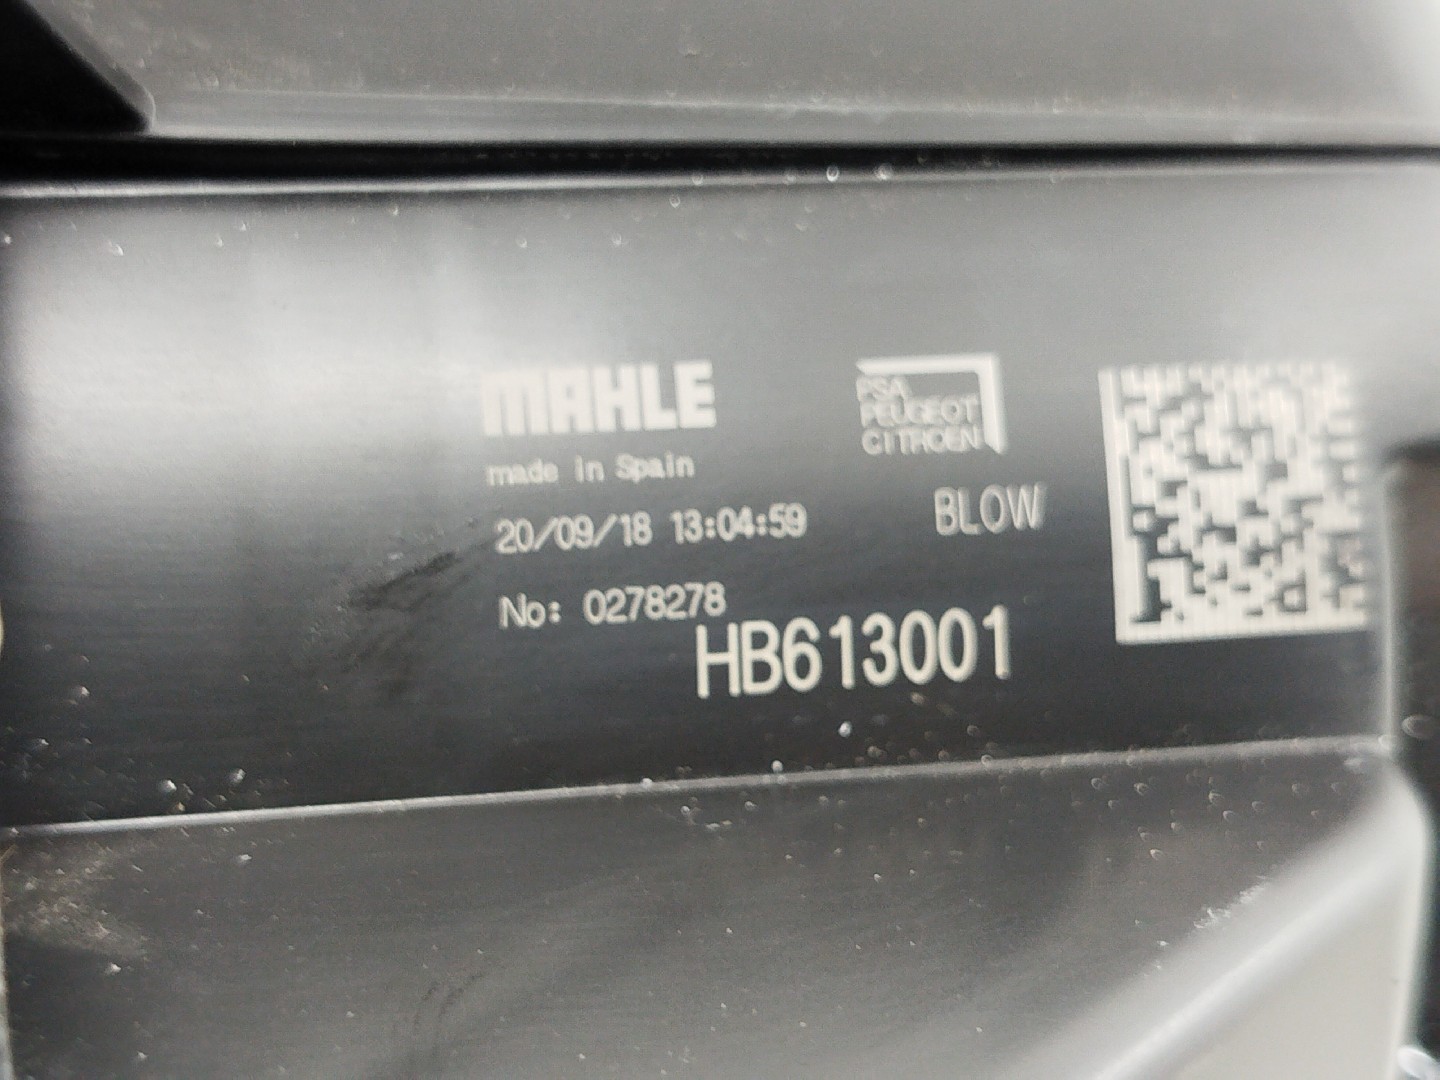 MAHLE
made in Spain
20/09/18 13:04:59
No: 0278278
PSA
PEUGEOT
CITROEN
BLOW
HB613001